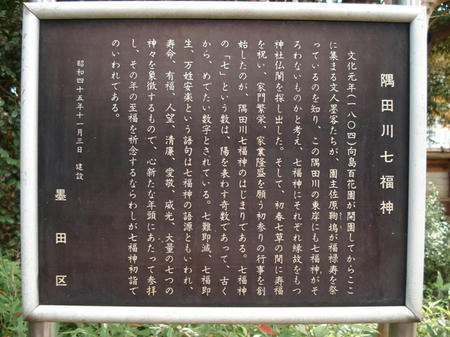 隅田川七福神
文化元年(一八〇四)向島百花園が開園してからここ
に集まる文人墨客たちが、園主佐原鞠塢が福禄寿を祭
っているのを知り、この隅田川の東岸にも七福神がそ
ろわないものかと考え、七福神にそれぞれ縁故をもつ
神社仏閣を探し出した。そして、初春七草の間に寿福
を祝い、家門繁栄、家業隆盛を願う初参りの行事を創
始したのが、隅田川七福神のはじまりである。七福神
の「七」という数は、陽を表わす奇数であって、古く
から、めでたい数字とされている。七難即滅、七福即
生、万姓安楽という語句は七福神の語源ともいわれ、
寿命、有福、人望、清廉、愛敬、威光、大量の七つの
神々を象徴するもので、心新たな年頭にあたって参拝
し、その年の至福を祈念するならわしが七福神初詣で
のいわれである。
昭和四十五年十一月三日 建設
墨田区